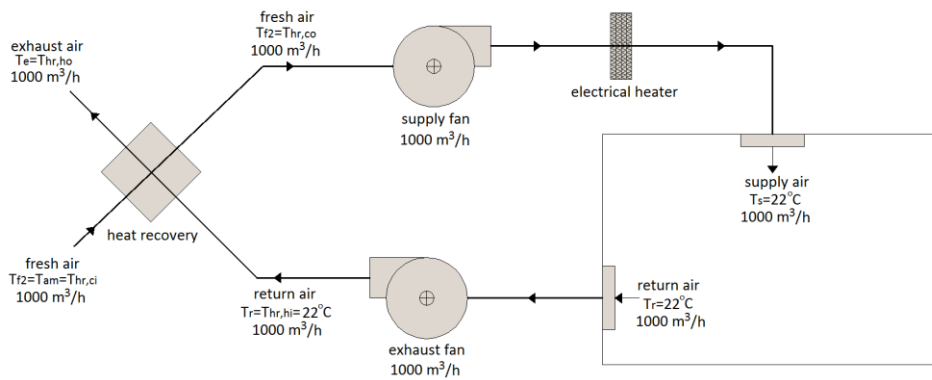 exhaust air
Te=Thr,ho
1000 m³/h
fresh air
Tf2=Thr,co
1000 m³/h
supply fan
1000 m³/h
electrical heater
supply air
Ts=22°C
1000 m³/h
heat recovery
fresh air
Tf2=Tam=Thr,ci
1000 m³/h
return air
Tr=Thr,hi=22°C
1000 m³/h
exhaust fan
1000 m³/h
return air
Tr=22°C
1000 m³/h